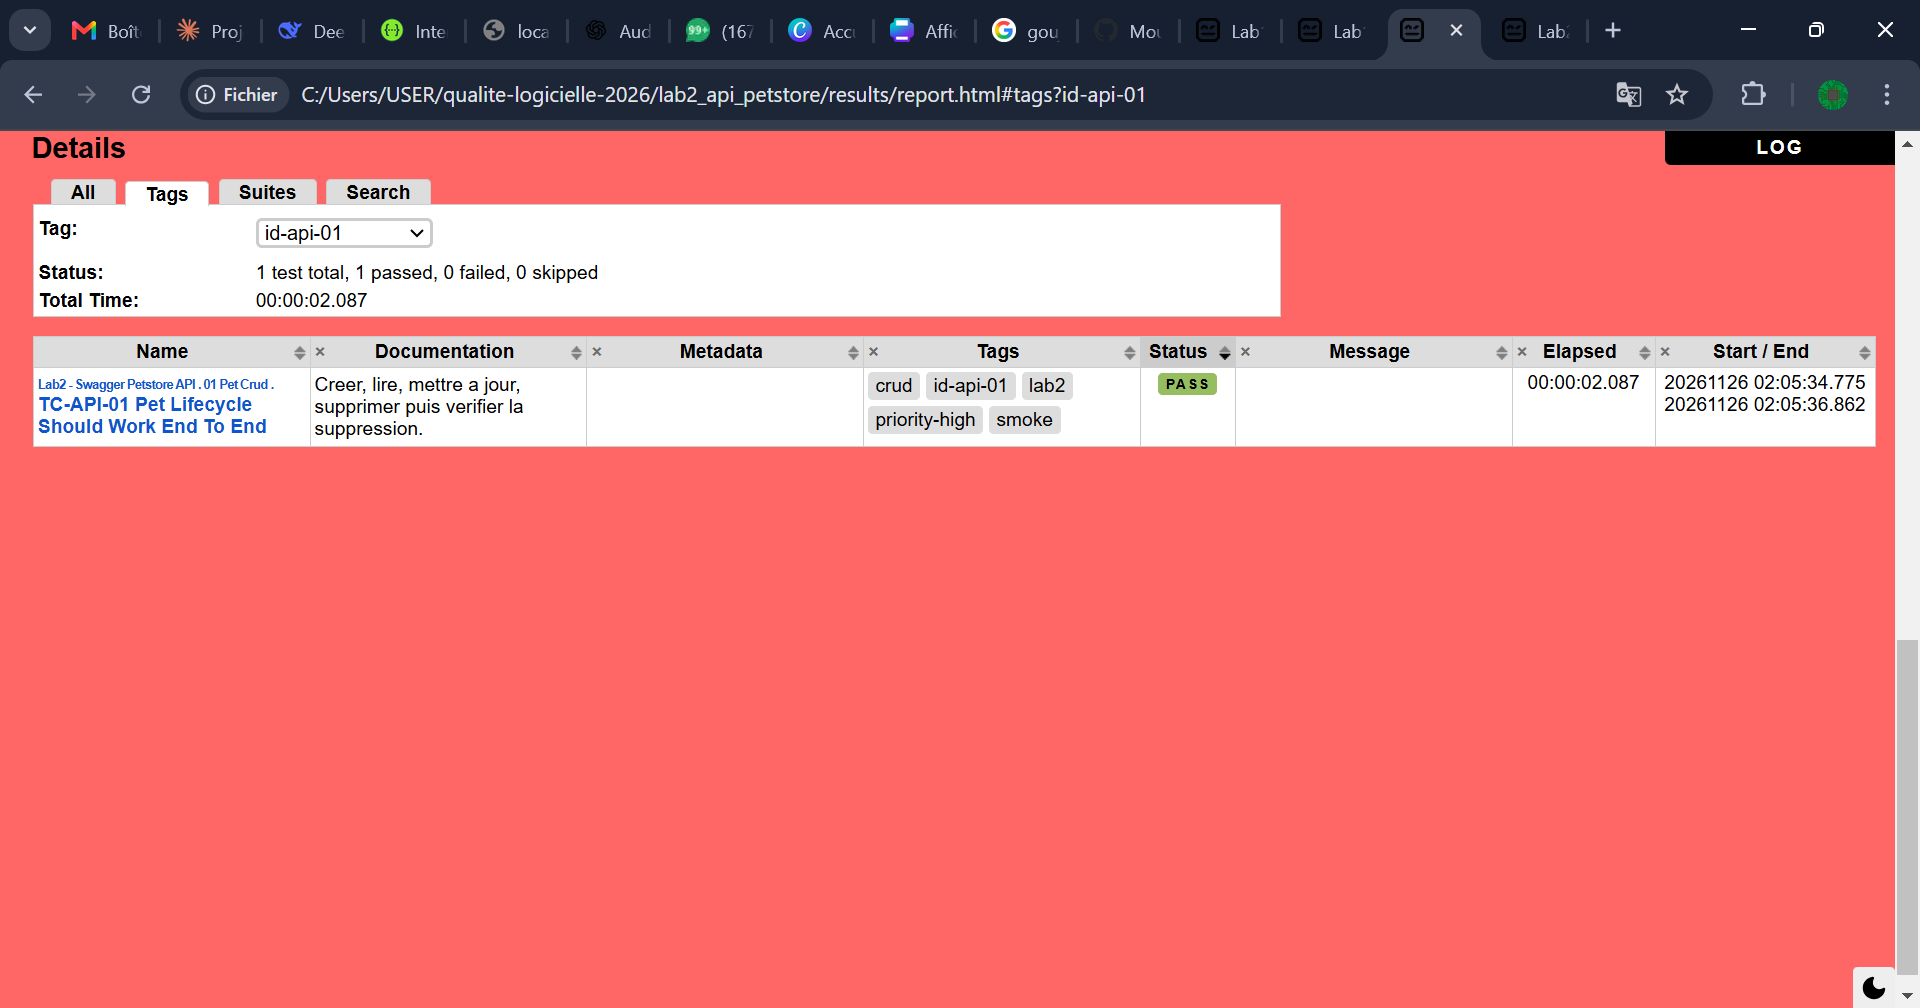 Boît
Proj
Dee
Inte
loca
Aud
99+
(167
Accu
Affic
gou
Mou
Lab
Lab
Lab2
Fichier
C:/Users/USER/qualite-logicielle-2026/lab2_api_petstore/results/report.html#tags?id-api-01
Details
LOG
All
Tags
Suites
Search
Tag:
id-api-01
Status:
1 test total, 1 passed, 0 failed, 0 skipped
Total Time:
00:00:02.087
Name
× Documentation
× Metadata
× Tags
Status
× Message
× Elapsed
× Start / End
Lab2 - Swagger Petstore API . 01 Pet Crud .
TC-API-01 Pet Lifecycle
Should Work End To End
Creer, lire, mettre a jour,
supprimer puis verifier la
suppression.
crud id-api-01 lab2
priority-high smoke
PASS
00:00:02.087
20261126 02:05:34.775
20261126 02:05:36.862